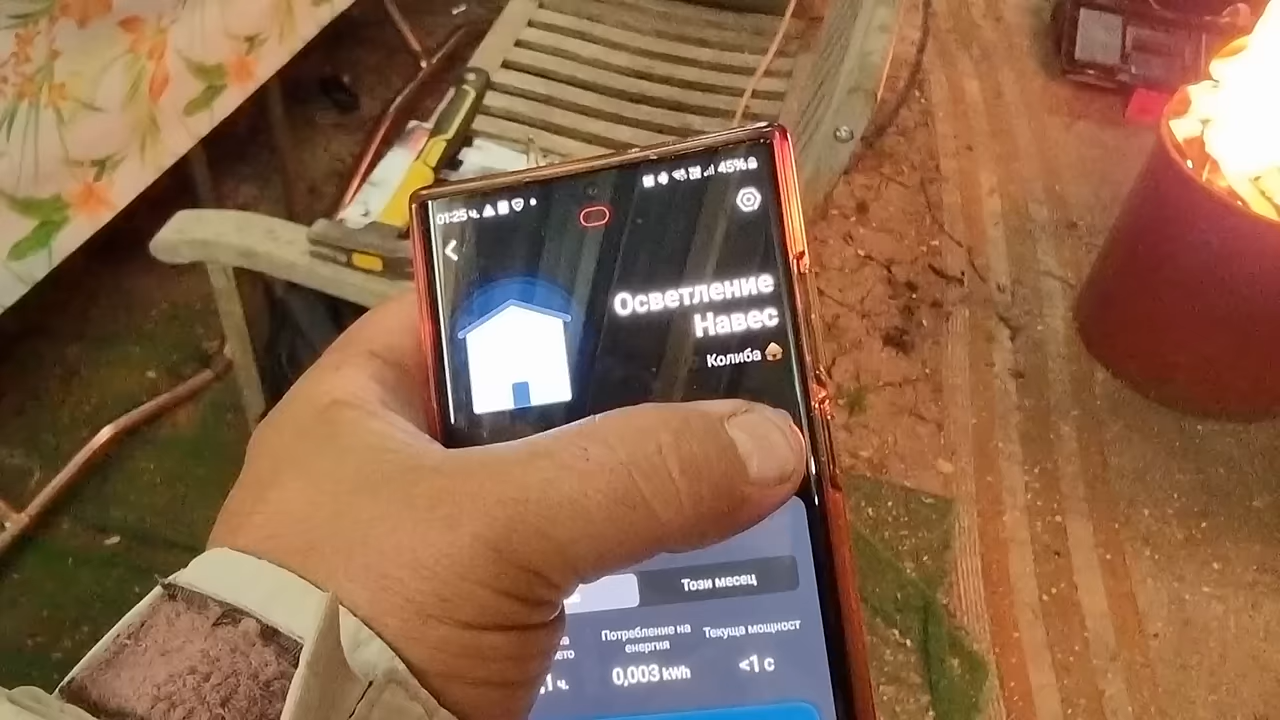 01:25 ч.
45%
Осветление
Навес
Колиба
Този месец
Потребление на
енергия
Текуща мощност
0,003 kWh
<1 с
ч.